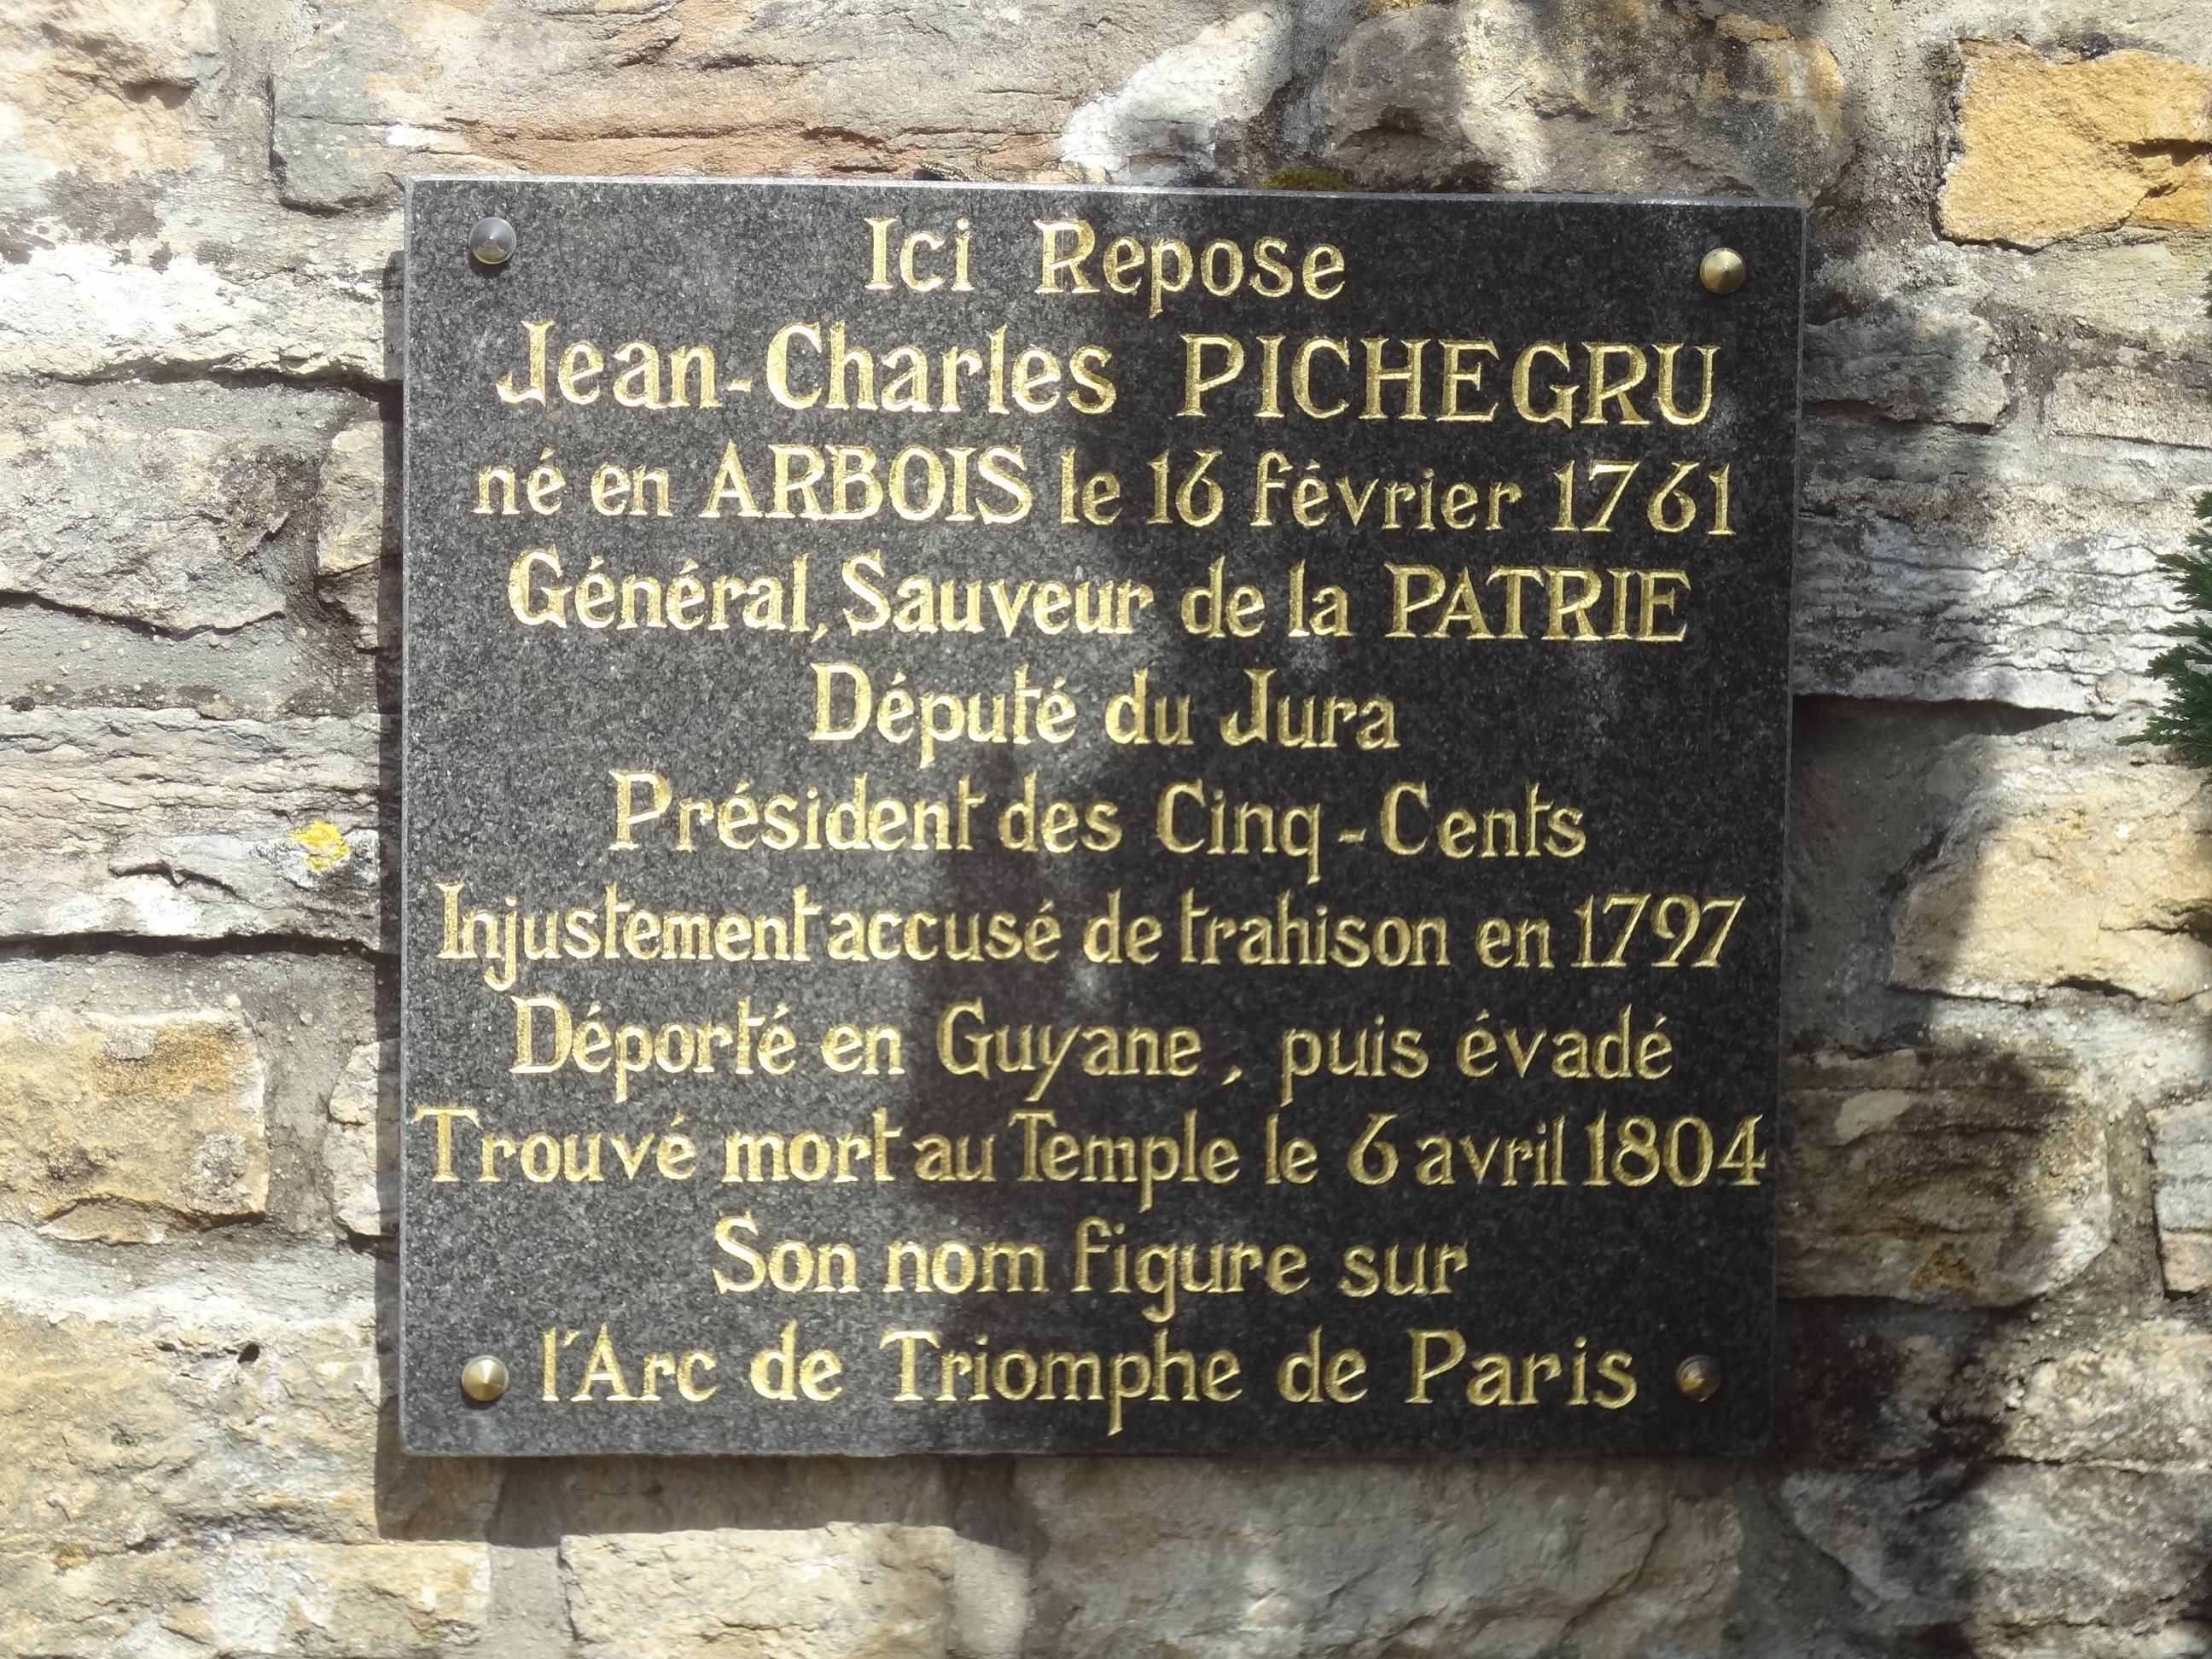 Ici Repose
Jean-Charles PICHEGRU
né en ARBOIS le 16 février 1761
Général, Sauveur de la PATRIE
Député du Jura
Président des Cinq-Cents
Injustement accusé de trahison en 1797
Déporté en Guyane, puis évadé
Trouvé mort au Temple le 6 avril 1804
Son nom figure sur
l'Arc de Triomphe de Paris